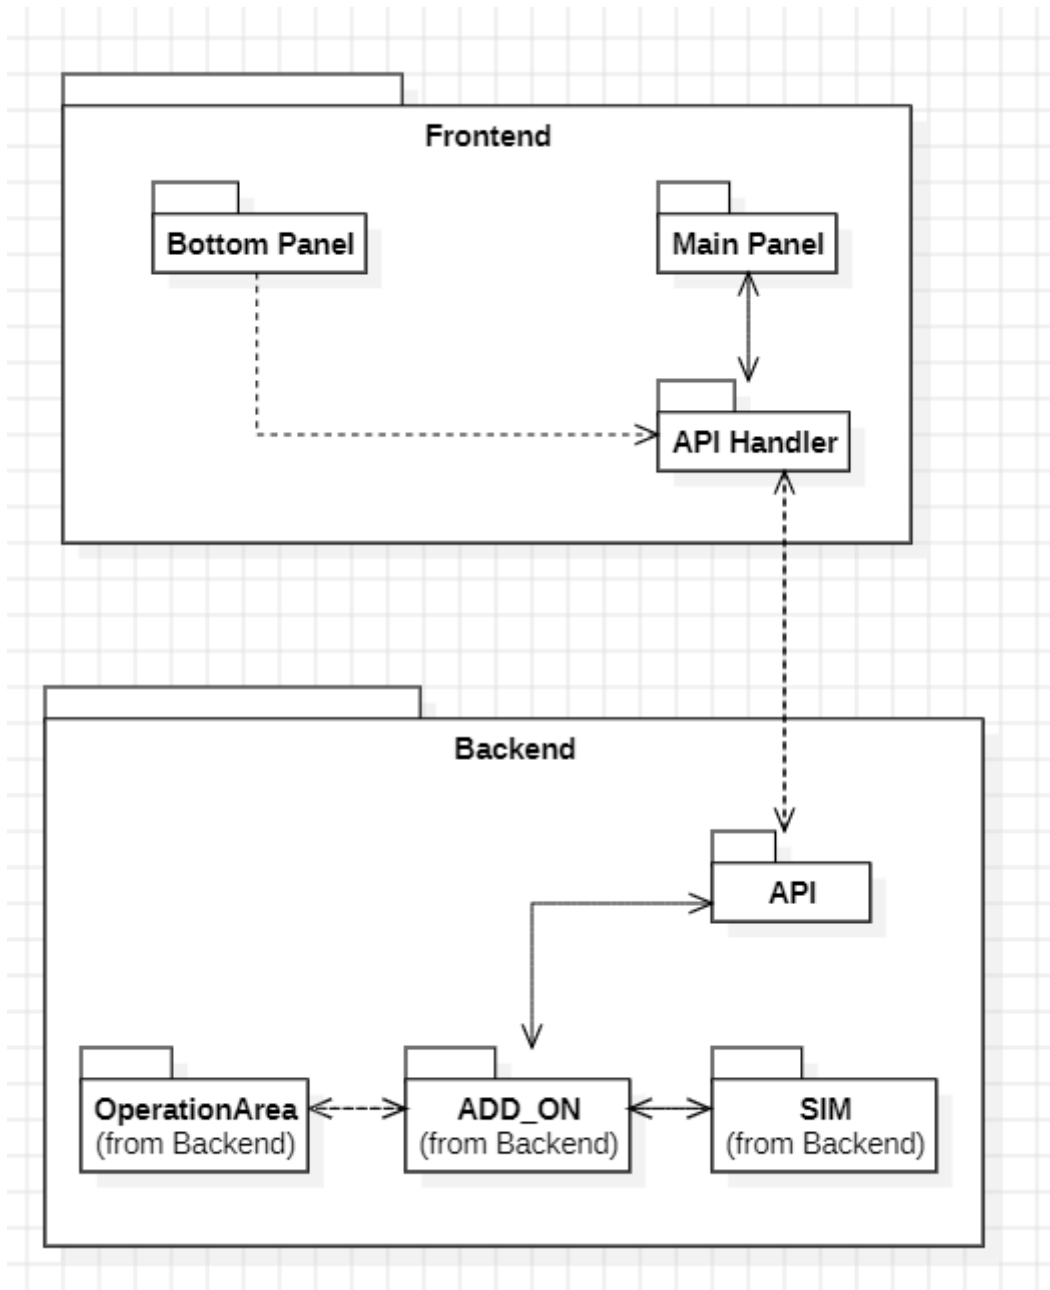 Frontend
Bottom Panel
Main Panel
API Handler
Backend
API
OperationArea
(from Backend)
ADD_ON
(from Backend)
SIM
(from Backend)